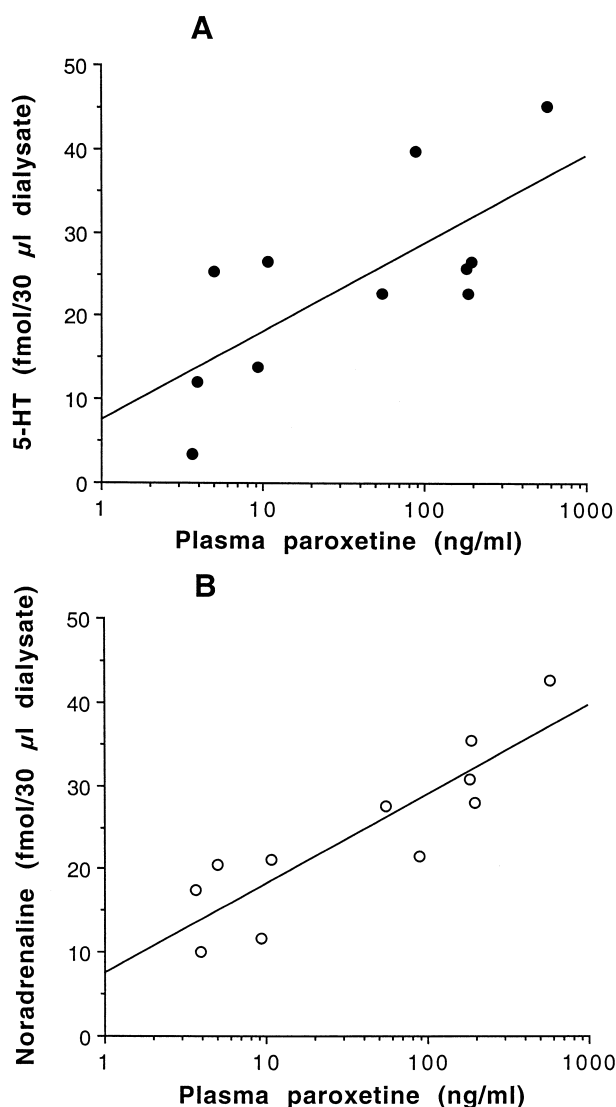 A
50
40
30
20
10
0
5-HT (fmol/30 µl dialysate)
1 10 100 1000
Plasma paroxetine (ng/ml)
B
50
40
30
20
10
0
Noradrenaline (fmol/30 µl dialysate)
1 10 100 1000
Plasma paroxetine (ng/ml)